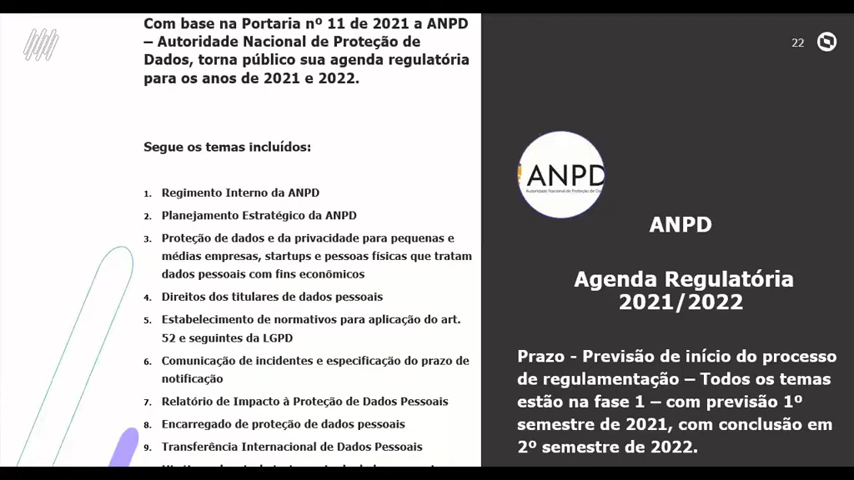 Com base na Portaria nº 11 de 2021 a ANPD
– Autoridade Nacional de Proteção de
Dados, torna público sua agenda regulatória
para os anos de 2021 e 2022.
Segue os temas incluídos:
1. Regimento Interno da ANPD
2. Planejamento Estratégico da ANPD
3. Proteção de dados e da privacidade para pequenas e
médias empresas, startups e pessoas físicas que tratam
dados pessoais com fins econômicos
4. Direitos dos titulares de dados pessoais
5. Estabelecimento de normativos para aplicação do art.
52 e seguintes da LGPD
6. Comunicação de incidentes e especificação do prazo de
notificação
7. Relatório de Impacto à Proteção de Dados Pessoais
8. Encarregado de proteção de dados pessoais
9. Transferência Internacional de Dados Pessoais
22
ANPD
Autoridade Nacional de Proteção de
ANPD
Agenda Regulatória
2021/2022
Prazo - Previsão de início do processo
de regulamentação – Todos os temas
estão na fase 1 – com previsão 1º
semestre de 2021, com conclusão em
2º semestre de 2022.